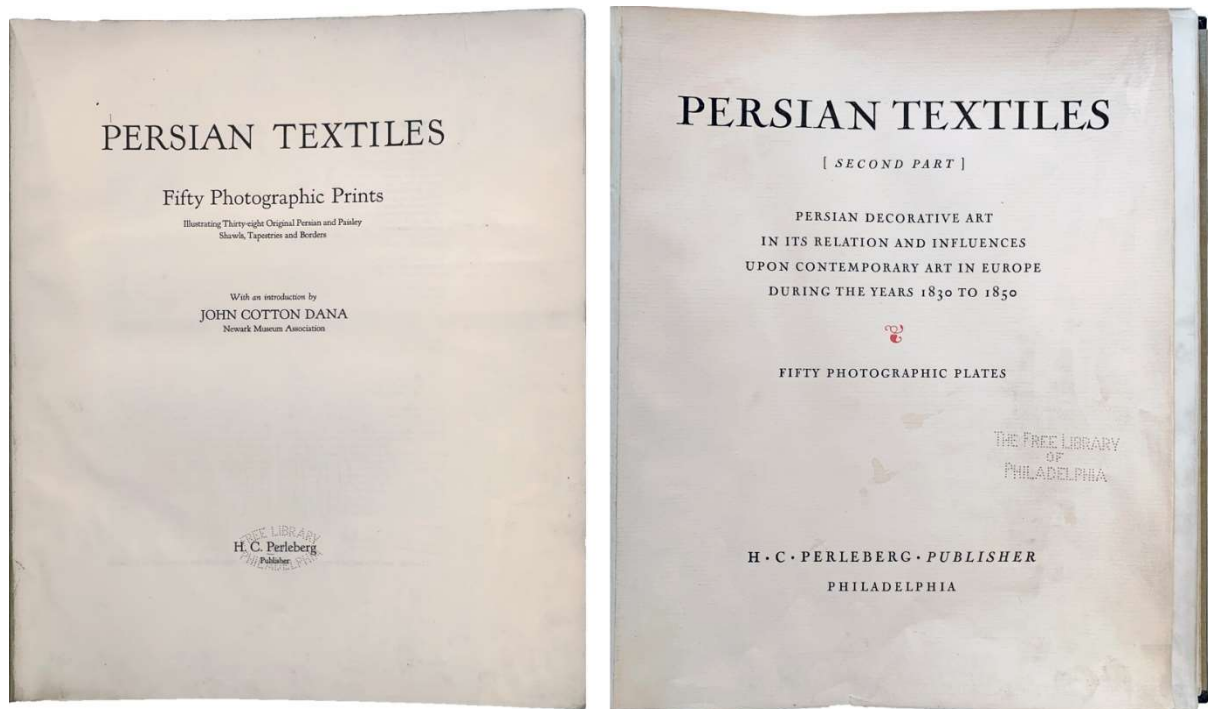 PERSIAN TEXTILES
Fifty Photographic Prints
Illustrating Thirty-eight Original Persian and Paisley
Shawls, Tapestries and Borders
With an introduction by
JOHN COTTON DANA
Newark Museum Association
FREE LIBRARY
H. C. Perleberg
Publisher
PHILADELPHIA
PERSIAN TEXTILES
[ SECOND PART ]
PERSIAN DECORATIVE ART
IN ITS RELATION AND INFLUENCES
UPON CONTEMPORARY ART IN EUROPE
DURING THE YEARS 1830 TO 1850
FIFTY PHOTOGRAPHIC PLATES
THE FREE LIBRARY
OF
PHILADELPHIA
H · C · PERLEBERG · PUBLISHER
PHILADELPHIA